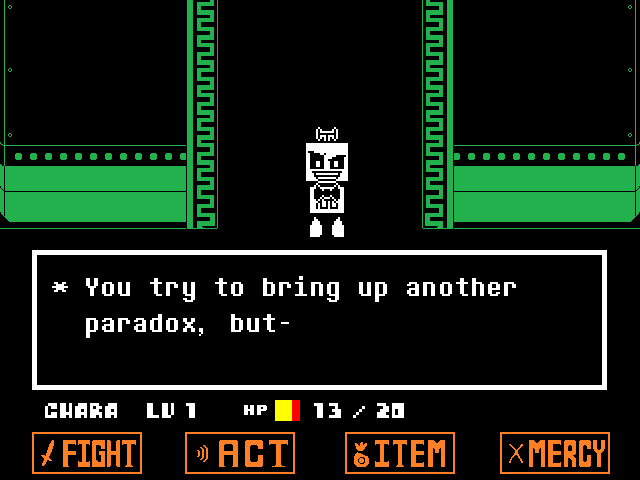 * You try to bring up another
paradox, but-
CHARA LV 1 HP 13 / 20
FIGHT ACT ITEM MERCY